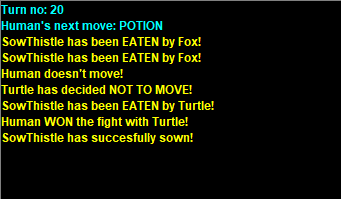 Turn no: 20
Human's next move: POTION
SowThistle has been EATEN by Fox!
SowThistle has been EATEN by Fox!
Human doesn't move!
Turtle has decided NOT TO MOVE!
SowThistle has been EATEN by Turtle!
Human WON the fight with Turtle!
SowThistle has succesfully sown!